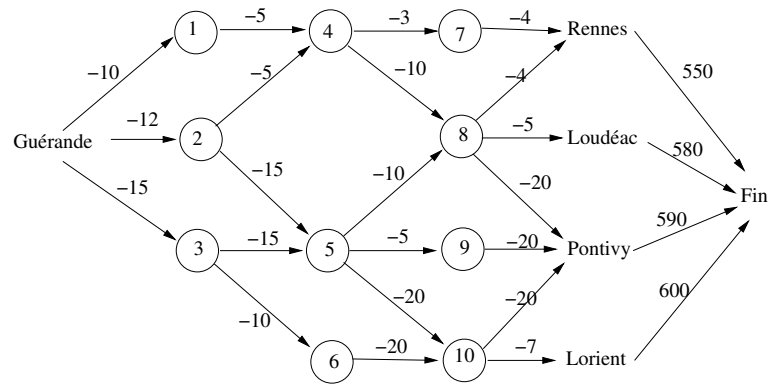 −5 −3 −4
1 4 7 Rennes
−10 −5 −10 −4 550
−12 −5
Guérande 2 8 Loudéac 580
−15 −15 −10 −20 Fin
−15 −5 −20 590
3 5 9 Pontivy
−10 −20 −20 600
−20 −7
6 10 Lorient